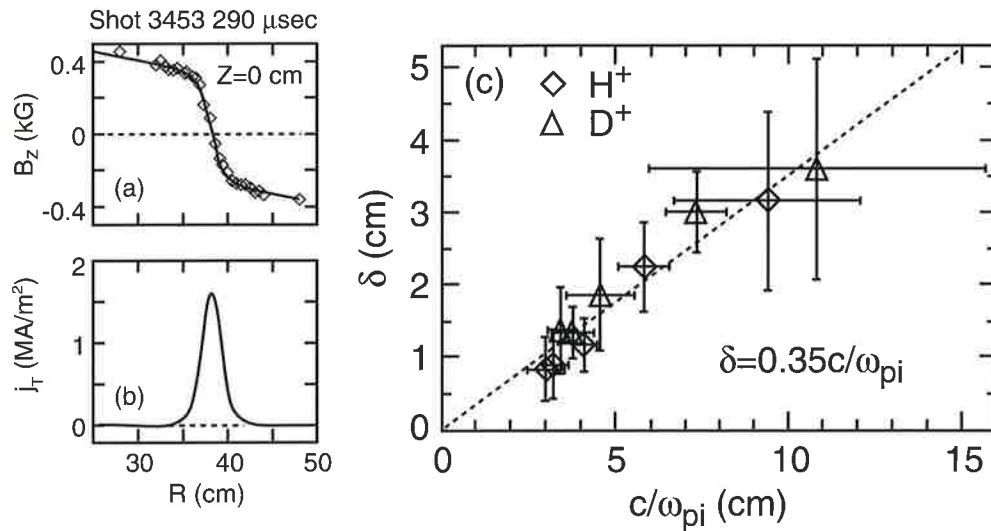 Shot 3453 290 μsec
B_z (kG)
0.4
0
-0.4
Z=0 cm
(a)
j_T (MA/m²)
2
1
0
(b)
30 40 50
R (cm)
(c)
◇ H⁺
△ D⁺
δ (cm)
5
4
3
2
1
0
δ=0.35c/ω_pi
0 5 10 15
c/ω_pi (cm)